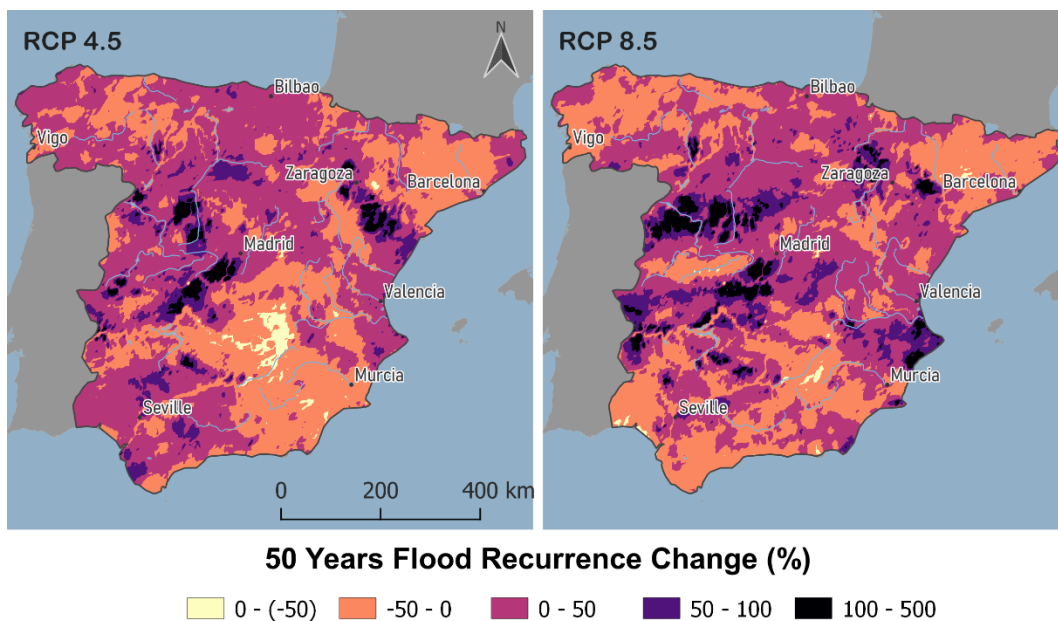 RCP 4.5
N
Bilbao
Vigo
Zaragoza
Barcelona
Madrid
Valencia
Murcia
Seville
0 200 400 km
RCP 8.5
Bilbao
Vigo
Zaragoza
Barcelona
Madrid
Valencia
Murcia
Seville
50 Years Flood Recurrence Change (%)
0 - (-50) -50 - 0 0 - 50 50 - 100 100 - 500